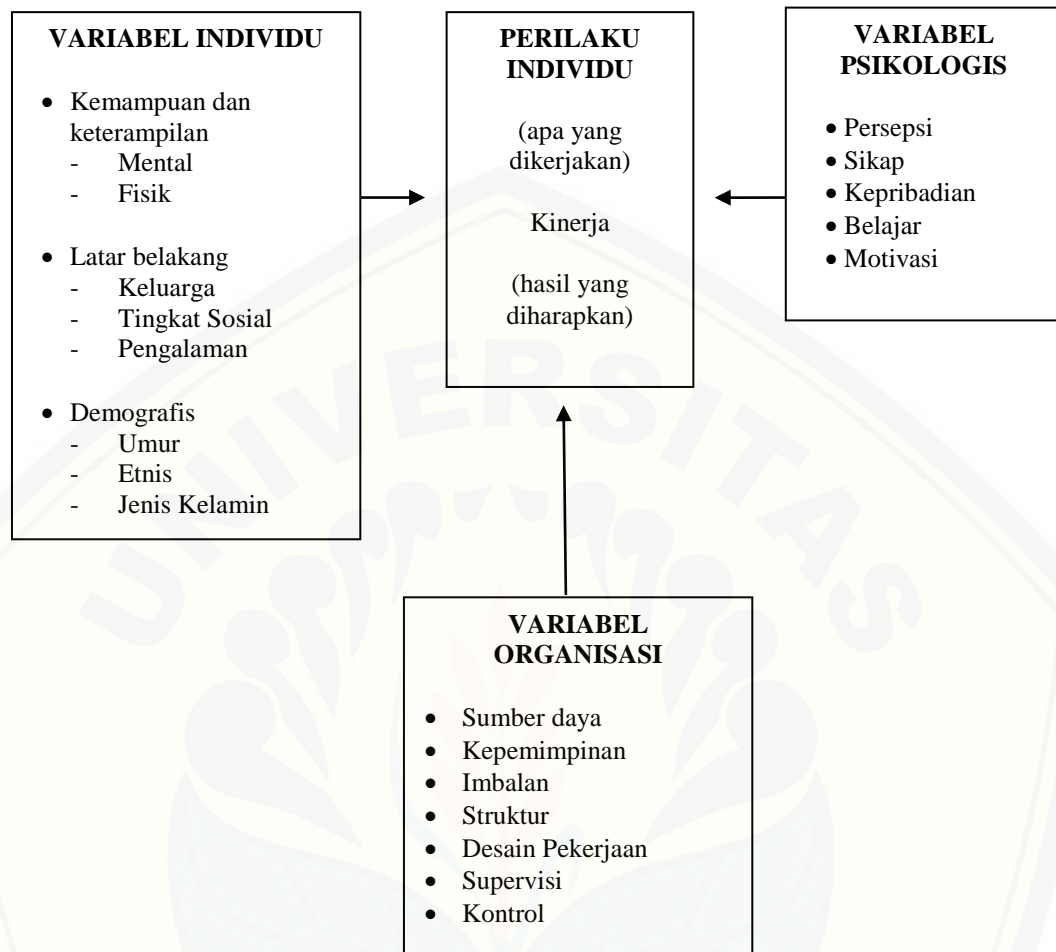 VARIABEL INDIVIDU
• Kemampuan dan
keterampilan
- Mental
- Fisik
• Latar belakang
- Keluarga
- Tingkat Sosial
- Pengalaman
• Demografis
- Umur
- Etnis
- Jenis Kelamin
PERILAKU
INDIVIDU
(apa yang
dikerjakan)
Kinerja
(hasil yang
diharapkan)
VARIABEL
PSIKOLOGIS
• Persepsi
• Sikap
• Kepribadian
• Belajar
• Motivasi
VARIABEL
ORGANISASI
• Sumber daya
• Kepemimpinan
• Imbalan
• Struktur
• Desain Pekerjaan
• Supervisi
• Kontrol
UNIVERSITAS